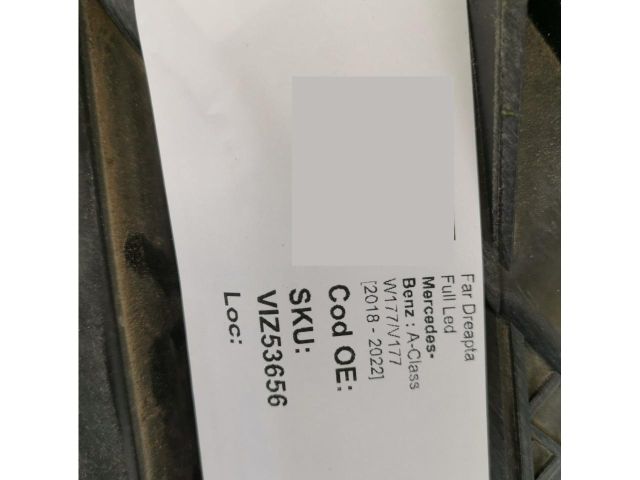 Far Dreapta
Full Led
Mercedes-
Benz : A-Class
W177/V177
[2018 - 2022]
Cod OE:
SKU:
VIZ53656
Loc: